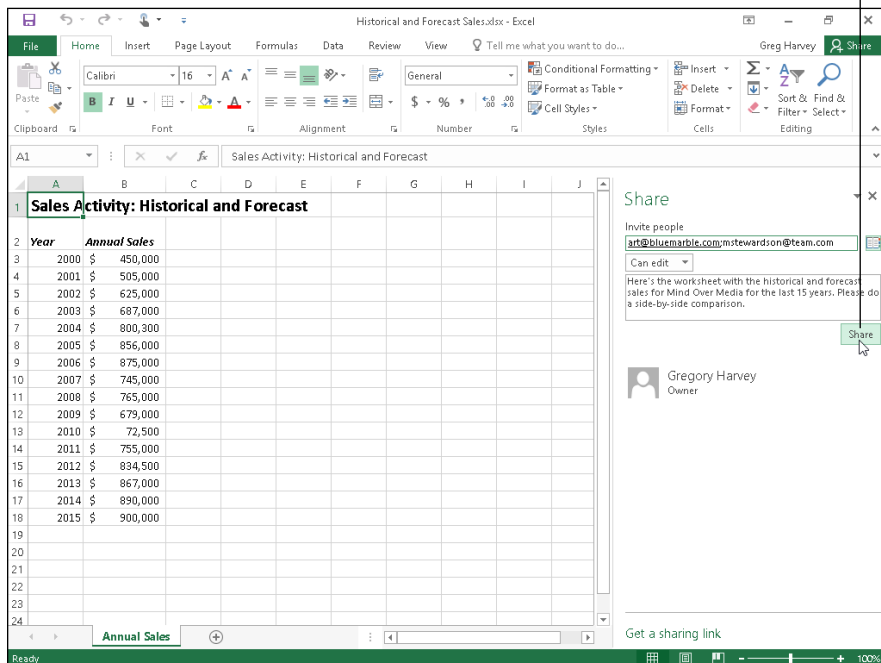 Historical and Forecast Sales.xlsx - Excel
File Home Insert Page Layout Formulas Data Review View Tell me what you want to do... Greg Harvey Share
Paste
Calibri 16 A A
B I U A
General
$ % ,
Conditional Formatting
Format as Table
Cell Styles
Insert
Delete
Format
Σ
Sort & Filter
Find & Select
Clipboard Font Alignment Number Styles Cells Editing
A1 fx Sales Activity: Historical and Forecast
A B C D E F G H I J
1 Sales Activity: Historical and Forecast
2 Year Annual Sales
3 2000 $ 450,000
4 2001 $ 505,000
5 2002 $ 625,000
6 2003 $ 687,000
7 2004 $ 800,300
8 2005 $ 856,000
9 2006 $ 875,000
10 2007 $ 745,000
11 2008 $ 765,000
12 2009 $ 679,000
13 2010 $ 72,500
14 2011 $ 755,000
15 2012 $ 834,500
16 2013 $ 867,000
17 2014 $ 890,000
18 2015 $ 900,000
19
20
21
22
23
24
Annual Sales
Ready
100%
Share
Invite people
art@bluemarble.com;mstewardson@team.com
Can edit
Here's the worksheet with the historical and forecast
sales for Mind Over Media for the last 15 years. Please do
a side-by-side comparison.
Share
Gregory Harvey
Owner
Get a sharing link